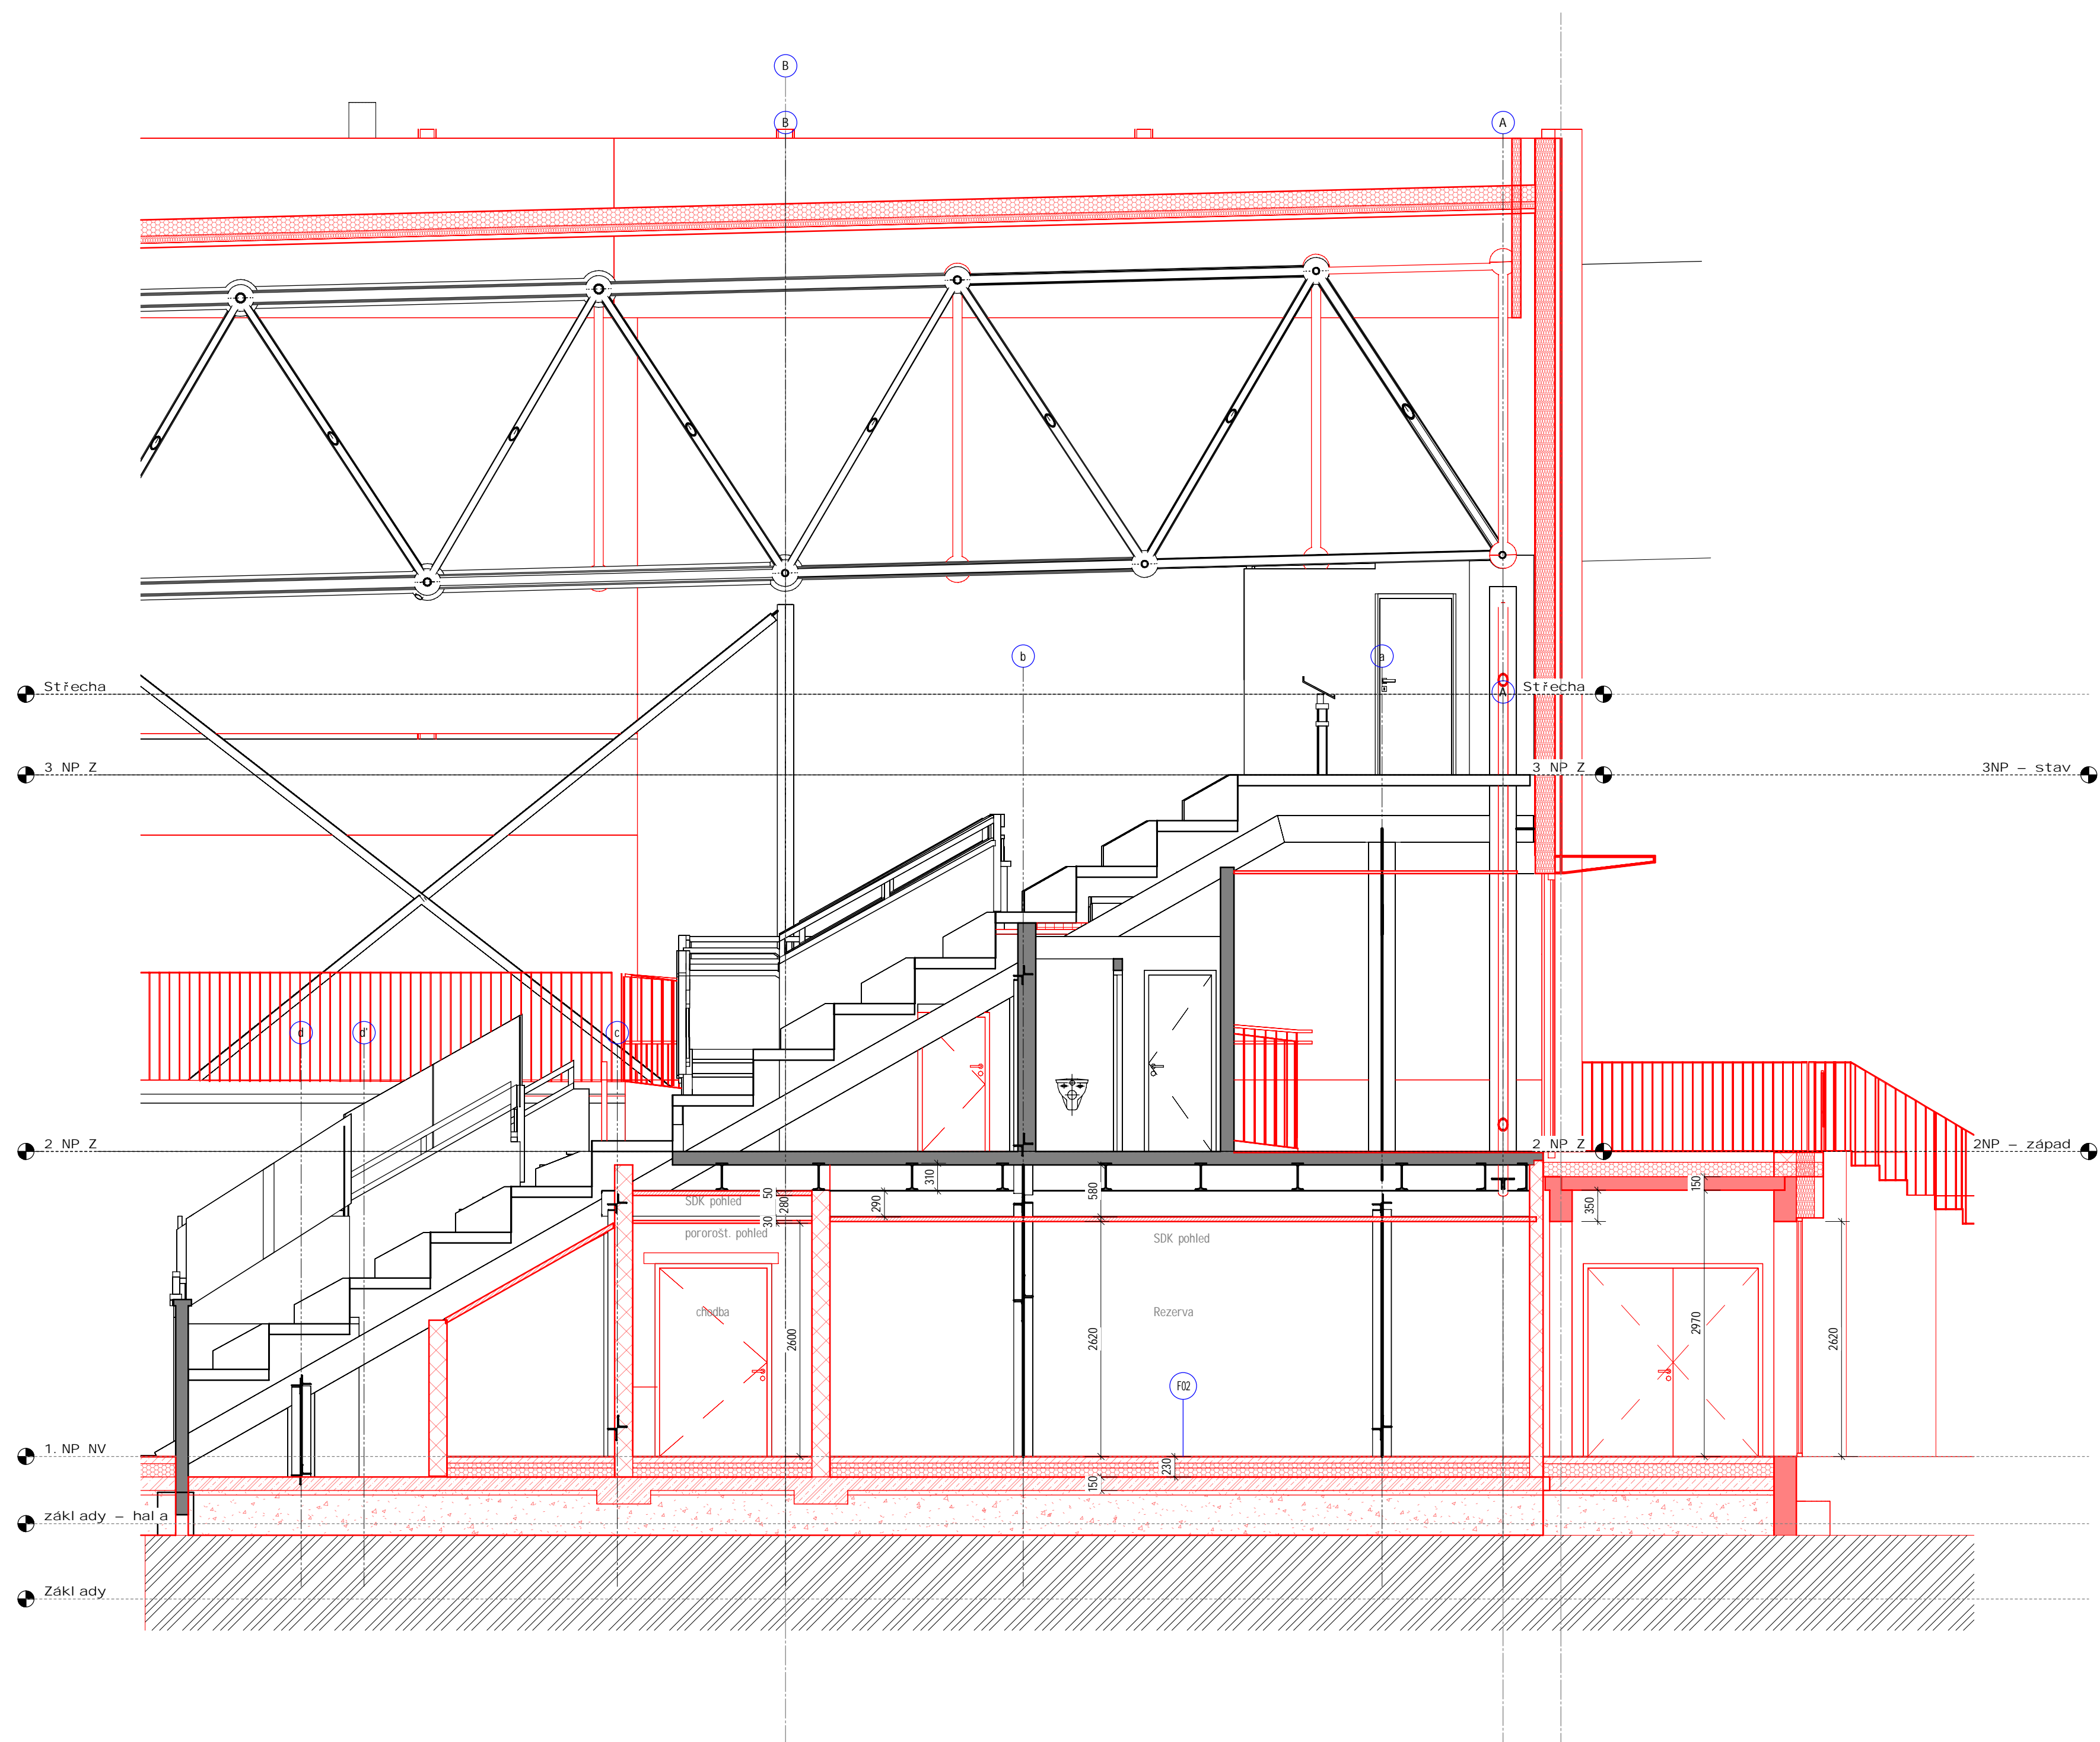 B
B
A
b
a
Střecha
A
Střecha
3 NP Z
3 NP Z
3NP – stav
d
d'
c
2 NP Z
2 NP Z
2NP – západ
310
50
280
290
580
150
350
SDK pohled
30
pororošt. pohled
SDK pohled
chodba
Rezerva
2600
2620
2970
2620
F02
1. NP NV
230
150
základy – hala
Základy